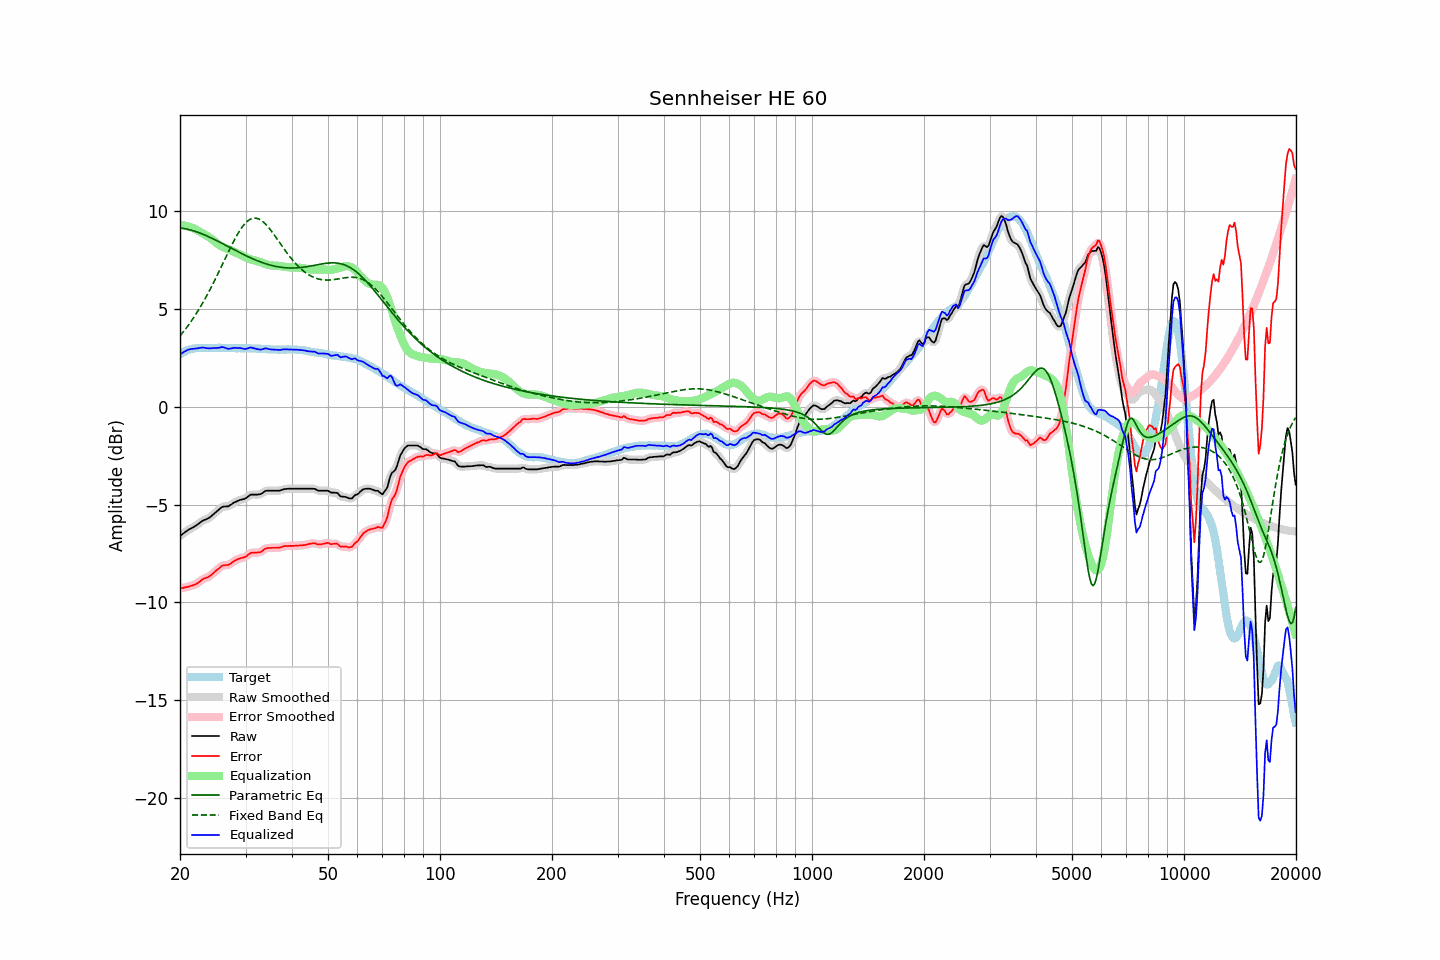 Sennheiser HE 60
Amplitude (dBr)
10
5
0
−5
−10
−15
−20
Target
Raw Smoothed
Error Smoothed
Raw
Error
Equalization
Parametric Eq
Fixed Band Eq
Equalized
20 50 100 200 500 1000 2000 5000 10000 20000
Frequency (Hz)